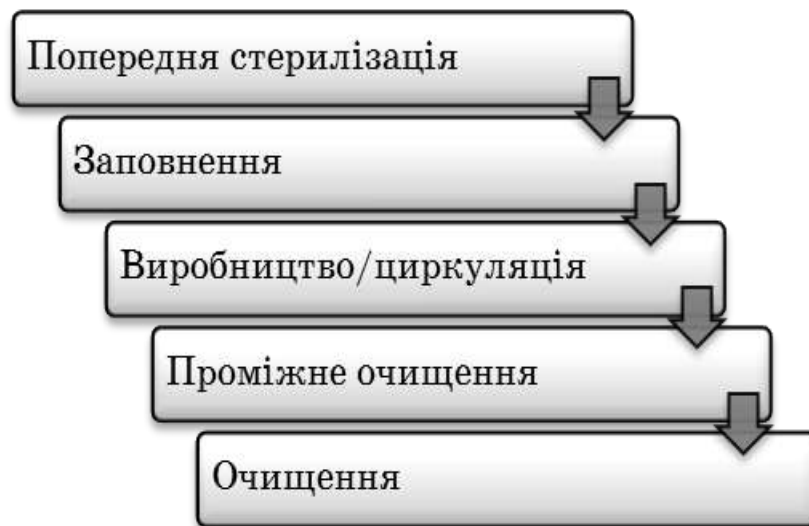 Попередня стерилізація
Заповнення
Виробництво/циркуляція
Проміжне очищення
Очищення